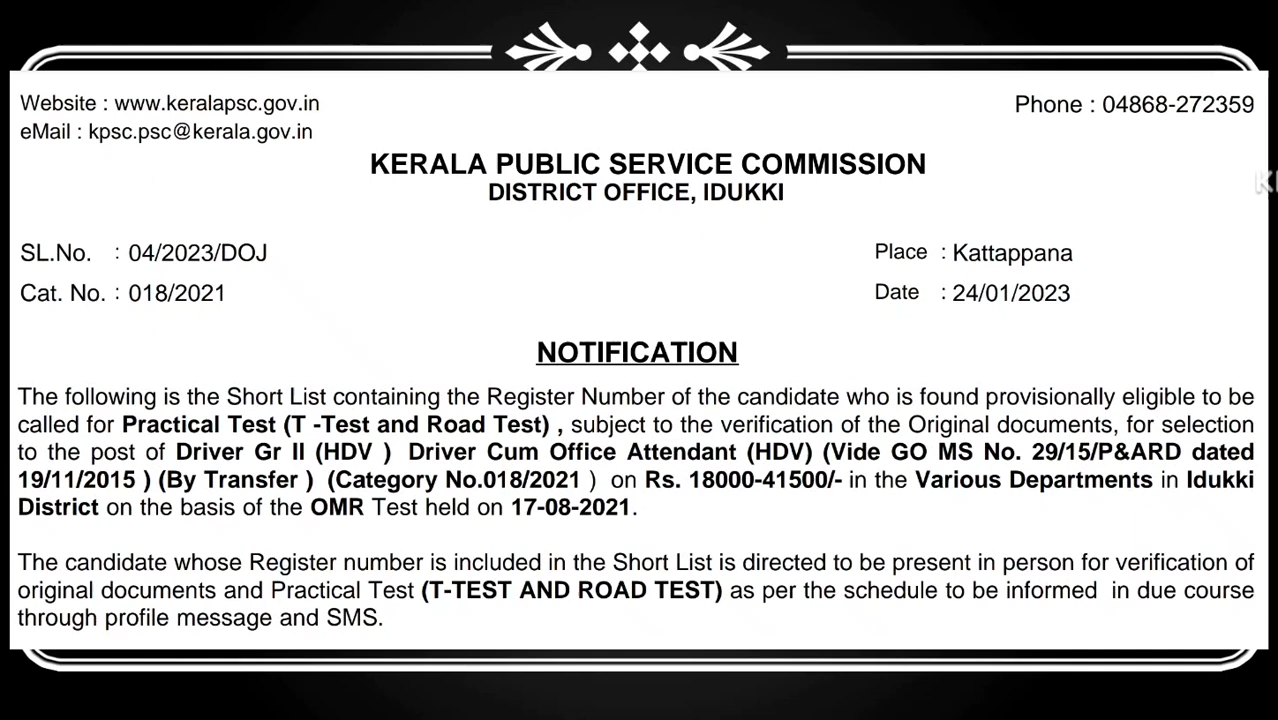 Website : www.keralapsc.gov.in
Phone : 04868-272359
eMail : kpsc.psc@kerala.gov.in
KERALA PUBLIC SERVICE COMMISSION
DISTRICT OFFICE, IDUKKI
SL.No. : 04/2023/DOJ
Place : Kattappana
Cat. No. : 018/2021
Date : 24/01/2023
NOTIFICATION
The following is the Short List containing the Register Number of the candidate who is found provisionally eligible to be
called for Practical Test (T -Test and Road Test) , subject to the verification of the Original documents, for selection
to the post of Driver Gr II (HDV ) Driver Cum Office Attendant (HDV) (Vide GO MS No. 29/15/P&ARD dated
19/11/2015 ) (By Transfer ) (Category No.018/2021 ) on Rs. 18000-41500/- in the Various Departments in Idukki
District on the basis of the OMR Test held on 17-08-2021.
The candidate whose Register number is included in the Short List is directed to be present in person for verification of
original documents and Practical Test (T-TEST AND ROAD TEST) as per the schedule to be informed in due course
through profile message and SMS.